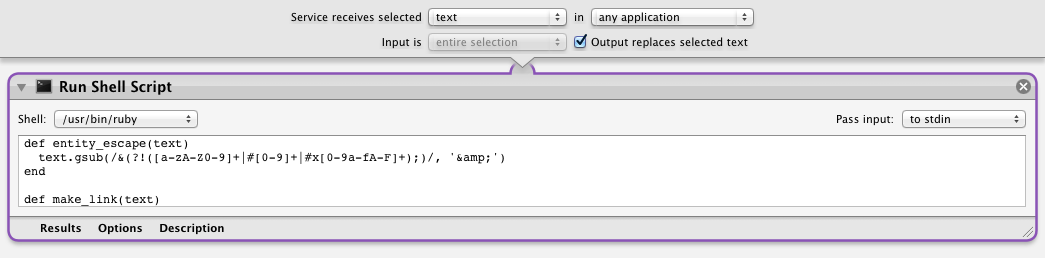 Service receives selected text in any application
Input is entire selection Output replaces selected text
Run Shell Script
Shell: /usr/bin/ruby Pass input: to stdin
def entity_escape(text)
  text.gsub(/&(?!([a-zA-Z0-9]+|#[0-9]+|#x[0-9a-fA-F]+);)/, '&amp;')
end

def make_link(text)
Results Options Description